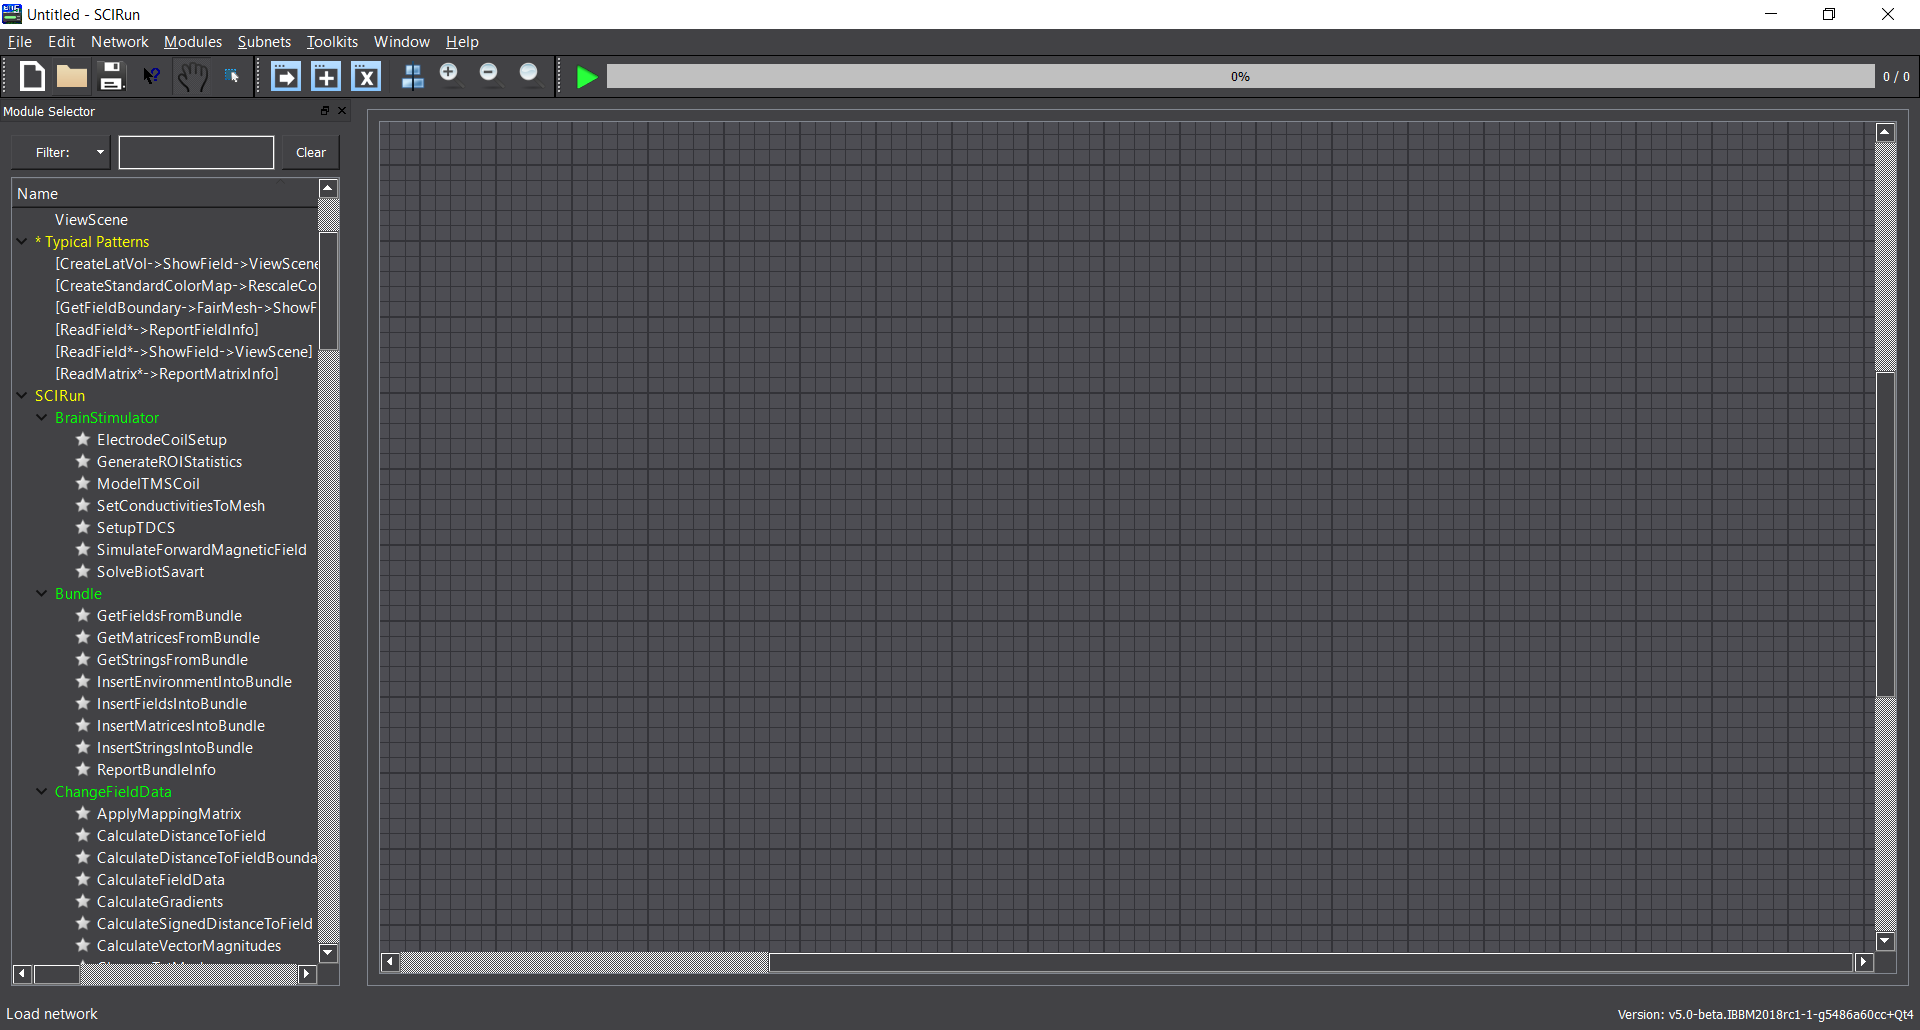 Untitled - SCIRun
File Edit Network Modules Subnets Toolkits Window Help
0% 0 / 0
Module Selector
Filter: Clear
Name
ViewScene
* Typical Patterns
[CreateLatVol->ShowField->ViewScene
[CreateStandardColorMap->RescaleCo
[GetFieldBoundary->FairMesh->ShowF
[ReadField*->ReportFieldInfo]
[ReadField*->ShowField->ViewScene]
[ReadMatrix*->ReportMatrixInfo]
SCIRun
BrainStimulator
ElectrodeCoilSetup
GenerateROIStatistics
ModelTMSCoil
SetConductivitiesToMesh
SetupTDCS
SimulateForwardMagneticField
SolveBiotSavart
Bundle
GetFieldsFromBundle
GetMatricesFromBundle
GetStringsFromBundle
InsertEnvironmentIntoBundle
InsertFieldsIntoBundle
InsertMatricesIntoBundle
InsertStringsIntoBundle
ReportBundleInfo
ChangeFieldData
ApplyMappingMatrix
CalculateDistanceToField
CalculateDistanceToFieldBounda
CalculateFieldData
CalculateGradients
CalculateSignedDistanceToField
CalculateVectorMagnitudes
Load network
Version: v5.0-beta.IBBM2018rc1-1-g5486a60cc+Qt4